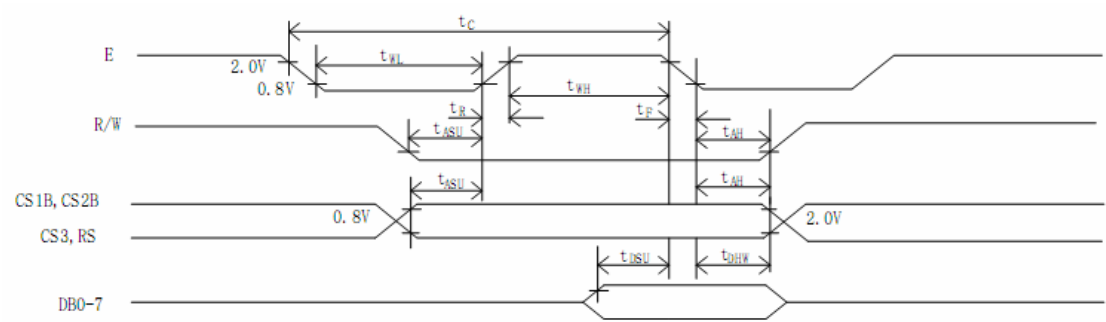 tC
E
2.0V
tWL
0.8V
tWH
tR
tF
R/W
tASU
tAH
tASU
tAH
CS1B,CS2B
0.8V
2.0V
CS3,RS
tDSU
tDHW
DB0-7